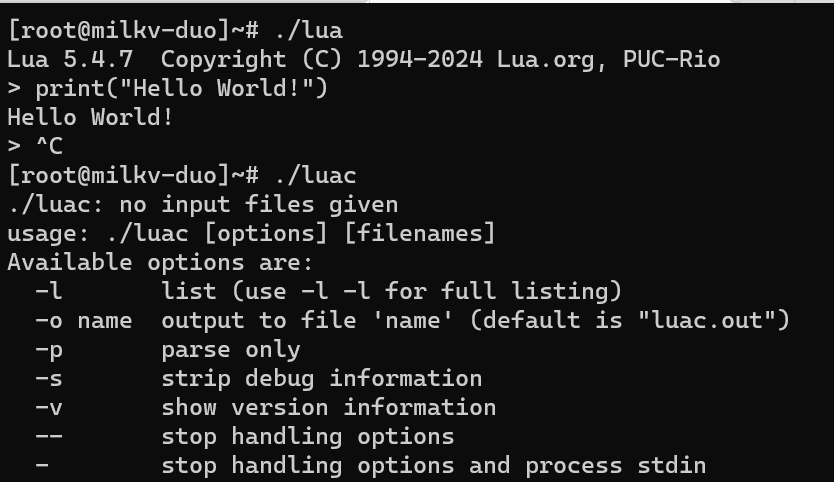 [root@milkv-duo]~# ./lua
Lua 5.4.7  Copyright (C) 1994-2024 Lua.org, PUC-Rio
> print("Hello World!")
Hello World!
> ^C
[root@milkv-duo]~# ./luac
./luac: no input files given
usage: ./luac [options] [filenames]
Available options are:
  -l       list (use -l -l for full listing)
  -o name  output to file 'name' (default is "luac.out")
  -p       parse only
  -s       strip debug information
  -v       show version information
  --       stop handling options
  -        stop handling options and process stdin